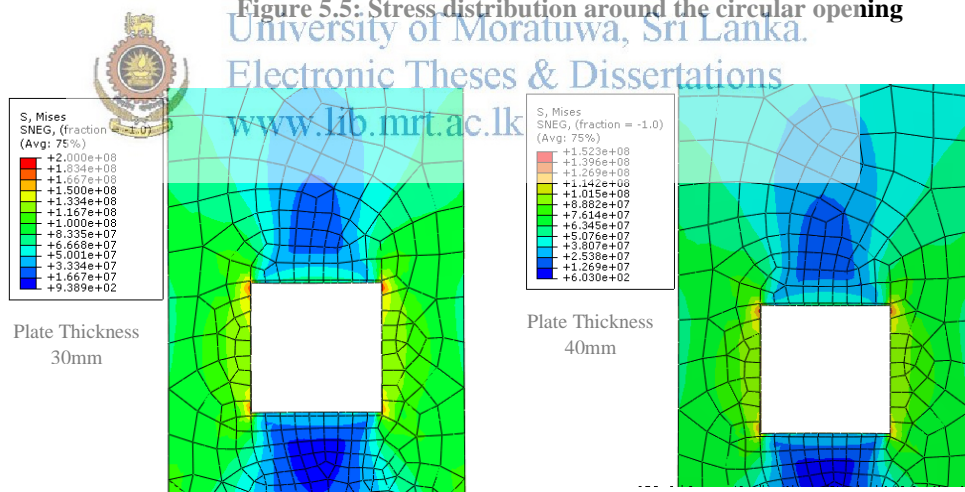 Figure 5.5: Stress distribution around the circular opening
University of Moratuwa, Sri Lanka.
Electronic Theses & Dissertations
www.lib.mrt.ac.lk
S, Mises
SNEG, (fraction = -1.0)
(Avg: 75%)
+2.000e+08
+1.834e+08
+1.667e+08
+1.500e+08
+1.334e+08
+1.167e+08
+1.000e+08
+8.335e+07
+6.668e+07
+5.001e+07
+3.334e+07
+1.667e+07
+9.389e+02
Plate Thickness
30mm
S, Mises
SNEG, (fraction = -1.0)
(Avg: 75%)
+1.523e+08
+1.396e+08
+1.269e+08
+1.142e+08
+1.015e+08
+8.882e+07
+7.614e+07
+6.345e+07
+5.076e+07
+3.807e+07
+2.538e+07
+1.269e+07
+6.030e+02
Plate Thickness
40mm